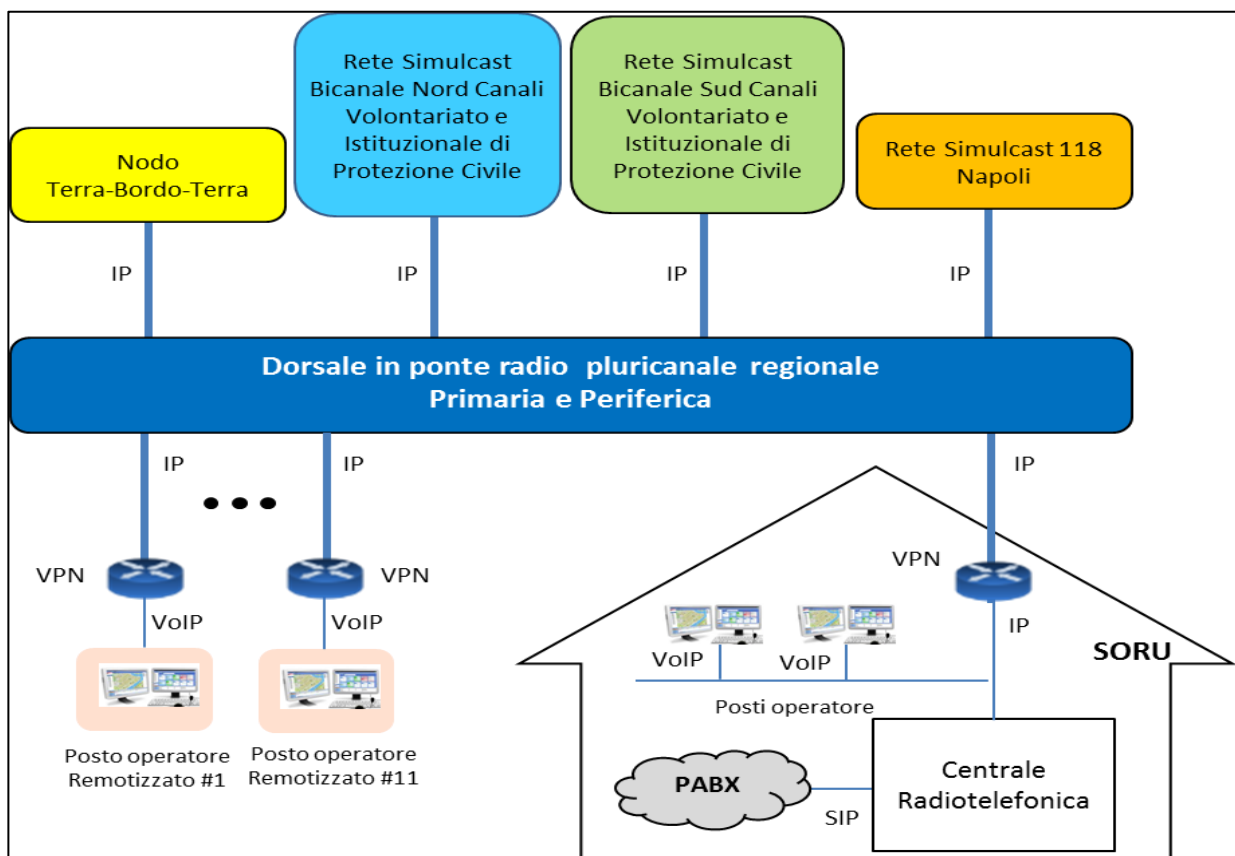 Nodo
Terra-Bordo-Terra
Rete Simulcast
Bicanale Nord Canali
Volontariato e
Istituzionale di
Protezione Civile
Rete Simulcast
Bicanale Sud Canali
Volontariato e
Istituzionale di
Protezione Civile
Rete Simulcast 118
Napoli
IP
IP
IP
IP
Dorsale in ponte radio pluricanale regionale
Primaria e Periferica
IP
IP
IP
VPN
VPN
VPN
VoIP
VoIP
IP
SORU
VoIP
VoIP
Posti operatore
Posto operatore
Remotizzato #1
Posto operatore
Remotizzato #11
PABX
SIP
Centrale
Radiotelefonica